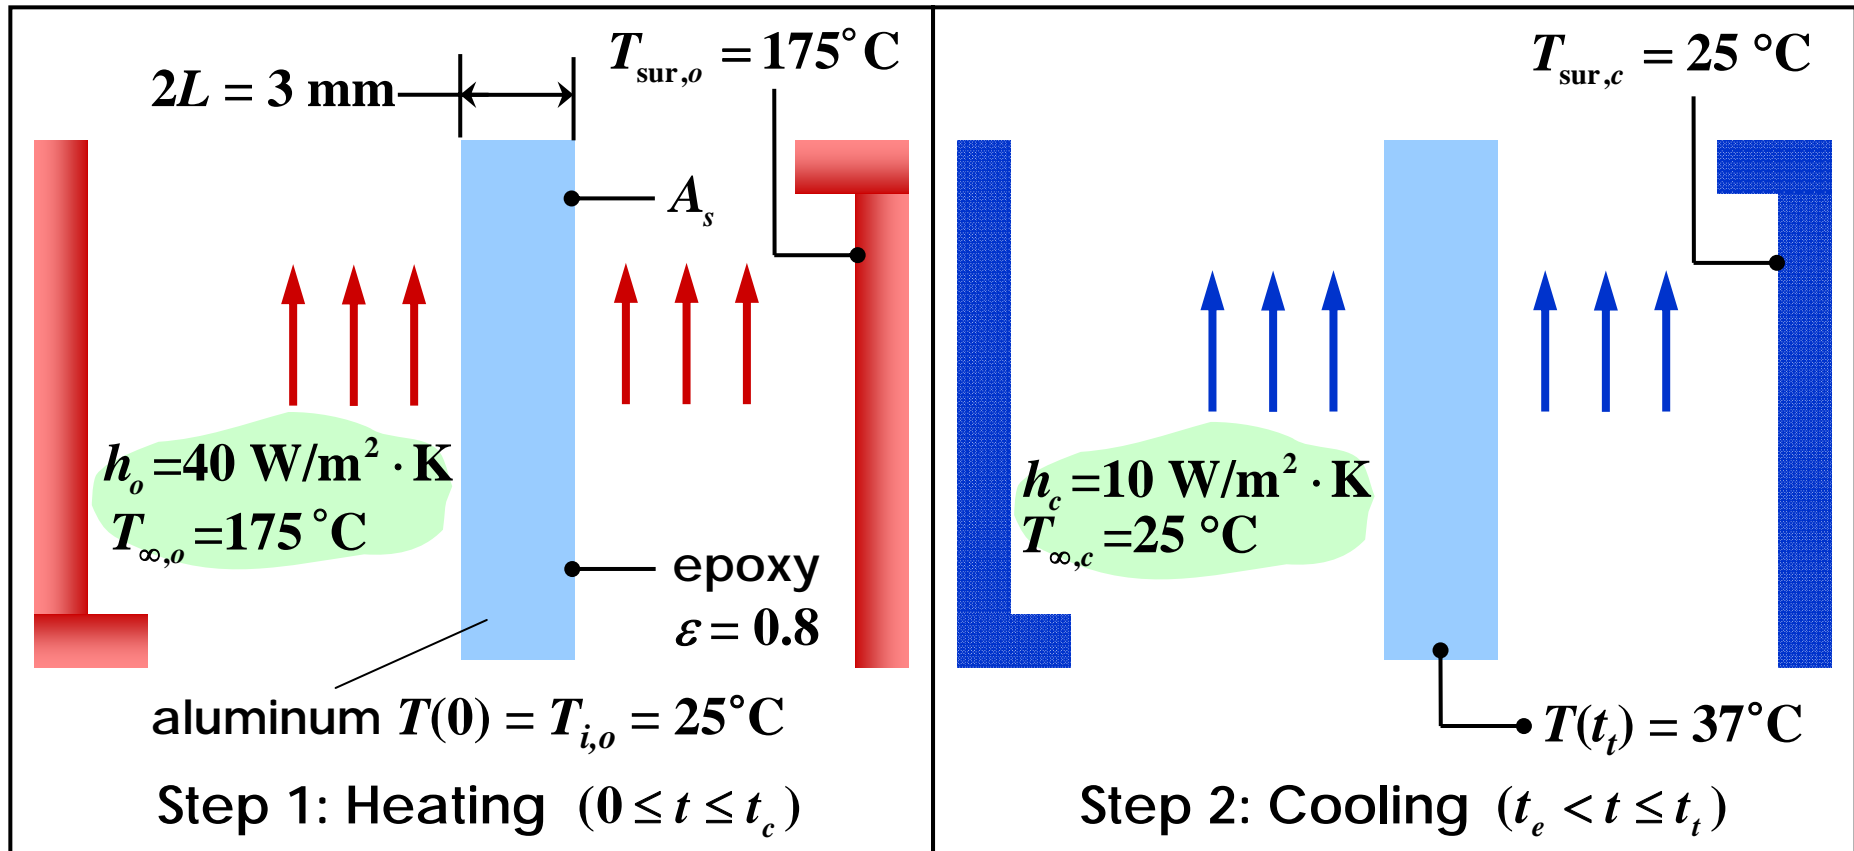 2L = 3 mm
T_sur,o = 175°C
A_s
h_o =40 W/m² · K
T_∞,o =175 °C
epoxy
ε = 0.8
aluminum T(0) = T_i,o = 25°C
Step 1: Heating (0 ≤ t ≤ t_c)
T_sur,c = 25 °C
h_c =10 W/m² · K
T_∞,c =25 °C
T(t_t) = 37°C
Step 2: Cooling (t_e < t ≤ t_t)